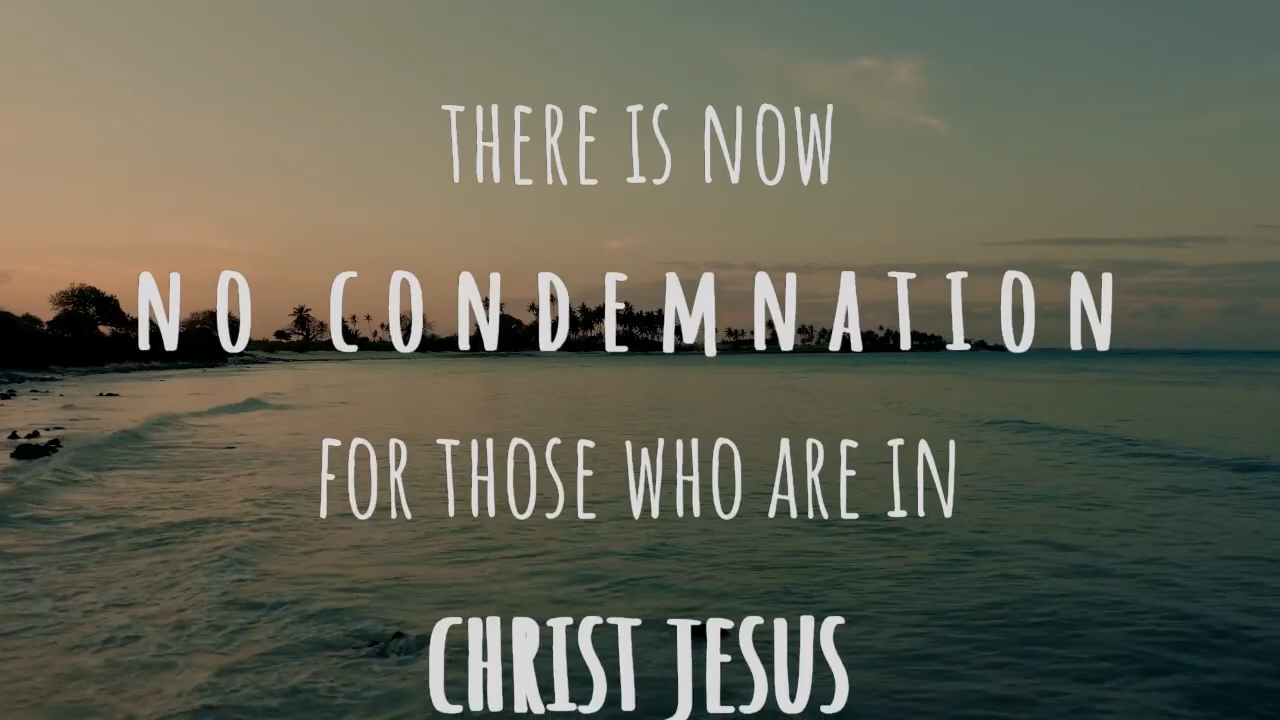 THERE IS NOW
NO CONDEMNATION
FOR THOSE WHO ARE IN
CHRIST JESUS